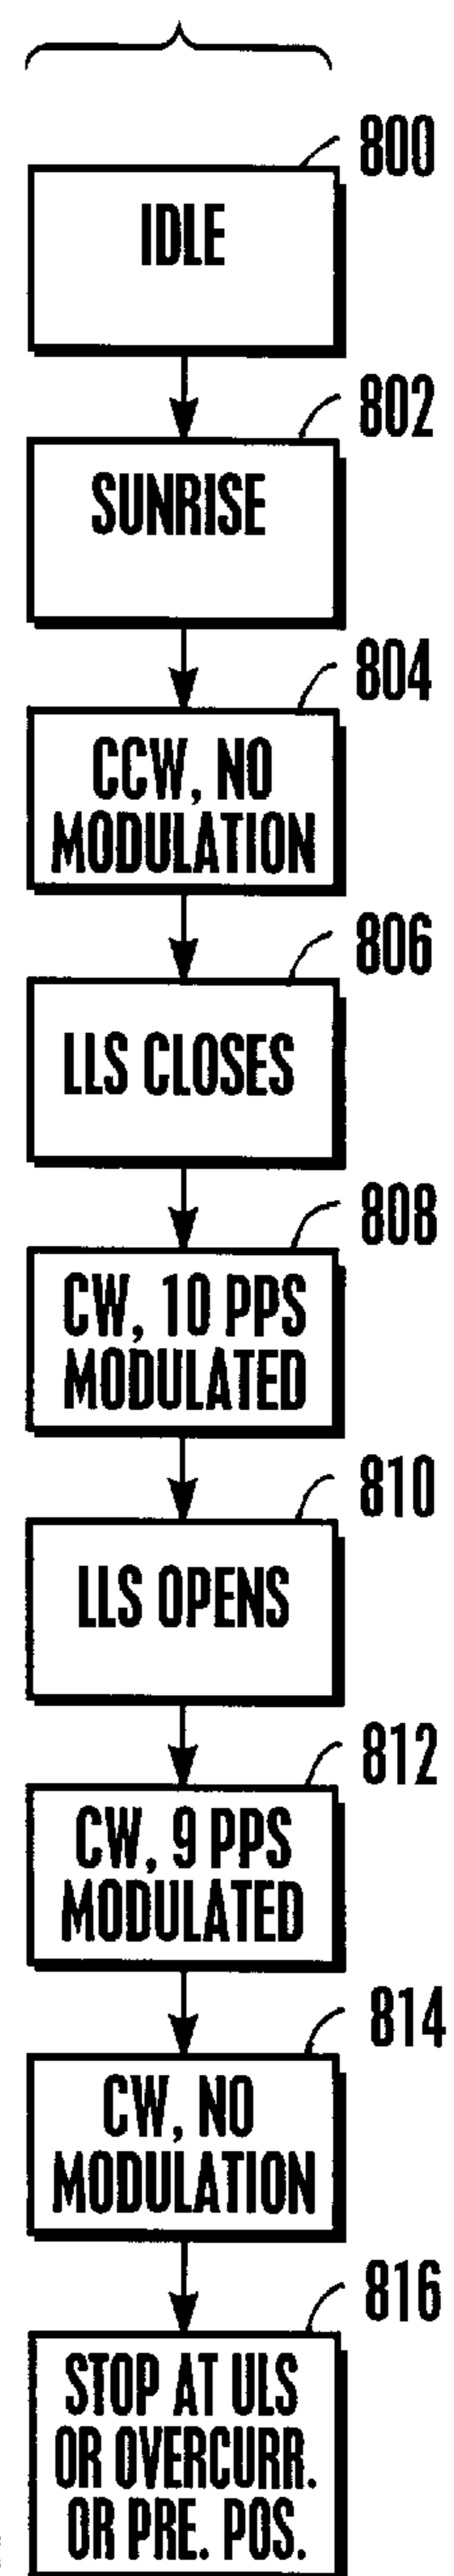 800
IDLE
802
SUNRISE
804
CCW, NO
MODULATION
806
LLS CLOSES
808
CW, 10 PPS
MODULATED
810
LLS OPENS
812
CW, 9 PPS
MODULATED
814
CW, NO
MODULATION
816
STOP AT ULS
OR OVERCURR.
OR PRE. POS.